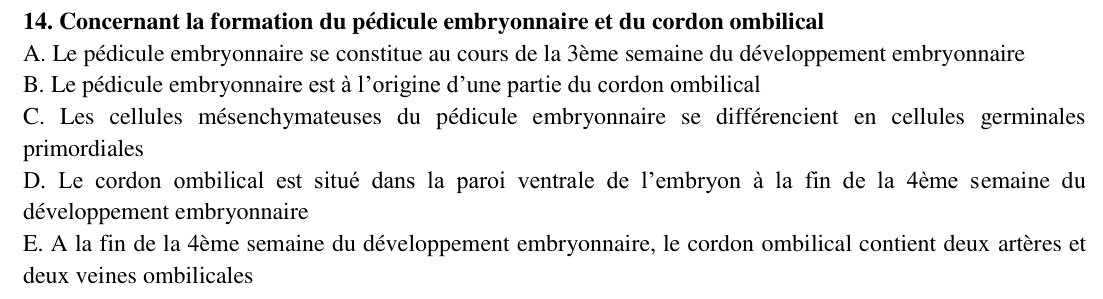 14. Concernant la formation du pédicule embryonnaire et du cordon ombilical
A. Le pédicule embryonnaire se constitue au cours de la 3ème semaine du développement embryonnaire
B. Le pédicule embryonnaire est à l’origine d’une partie du cordon ombilical
C. Les cellules mésenchymateuses du pédicule embryonnaire se différencient en cellules germinales
primordiales
D. Le cordon ombilical est situé dans la paroi ventrale de l’embryon à la fin de la 4ème semaine du
développement embryonnaire
E. A la fin de la 4ème semaine du développement embryonnaire, le cordon ombilical contient deux artères et
deux veines ombilicales